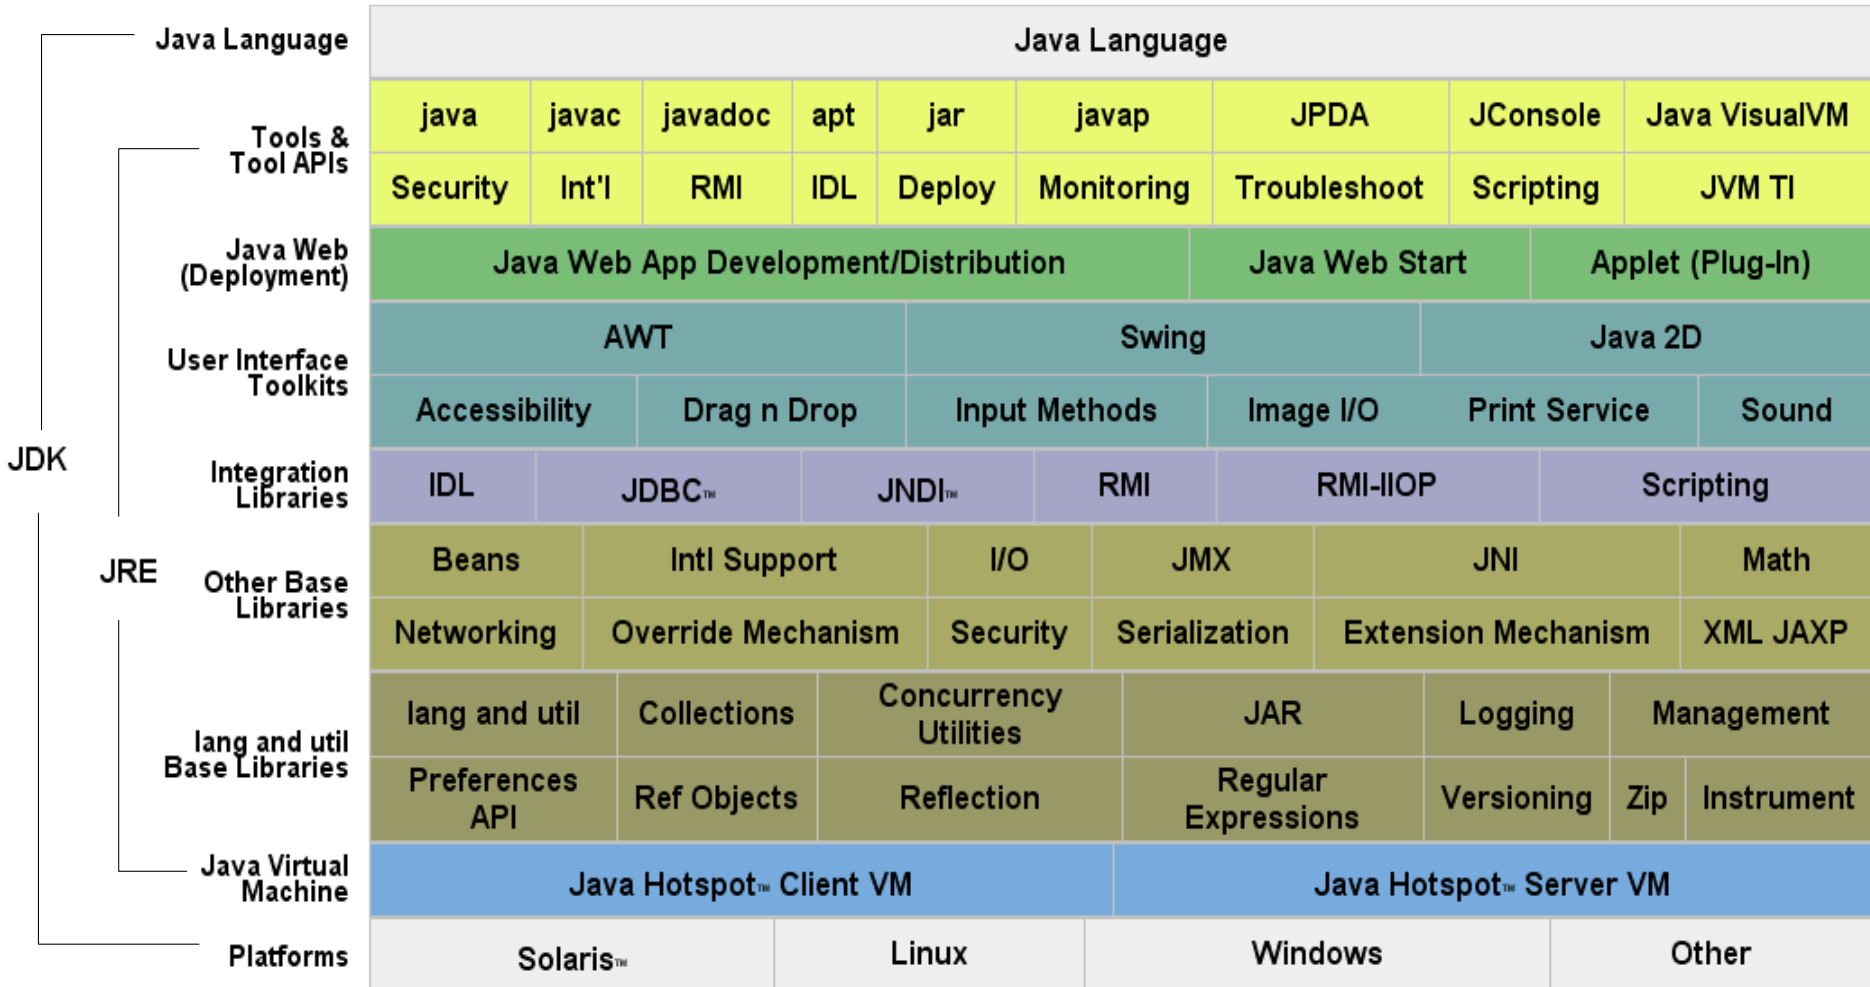 Java Language
Java Language
Tools &
Tool APIs
java javac javadoc apt jar javap JPDA JConsole Java VisualVM
Security Int'l RMI IDL Deploy Monitoring Troubleshoot Scripting JVM TI
Java Web
(Deployment)
Java Web App Development/Distribution Java Web Start Applet (Plug-In)
User Interface
Toolkits
AWT Swing Java 2D
Accessibility Drag n Drop Input Methods Image I/O Print Service Sound
JDK
Integration
Libraries
IDL JDBC™ JNDI™ RMI RMI-IIOP Scripting
JRE
Other Base
Libraries
Beans Intl Support I/O JMX JNI Math
Networking Override Mechanism Security Serialization Extension Mechanism XML JAXP
lang and util
Base Libraries
lang and util Collections Concurrency
Utilities JAR Logging Management
Preferences
API Ref Objects Reflection Regular
Expressions Versioning Zip Instrument
Java Virtual
Machine
Java Hotspot™ Client VM Java Hotspot™ Server VM
Platforms
Solaris™ Linux Windows Other